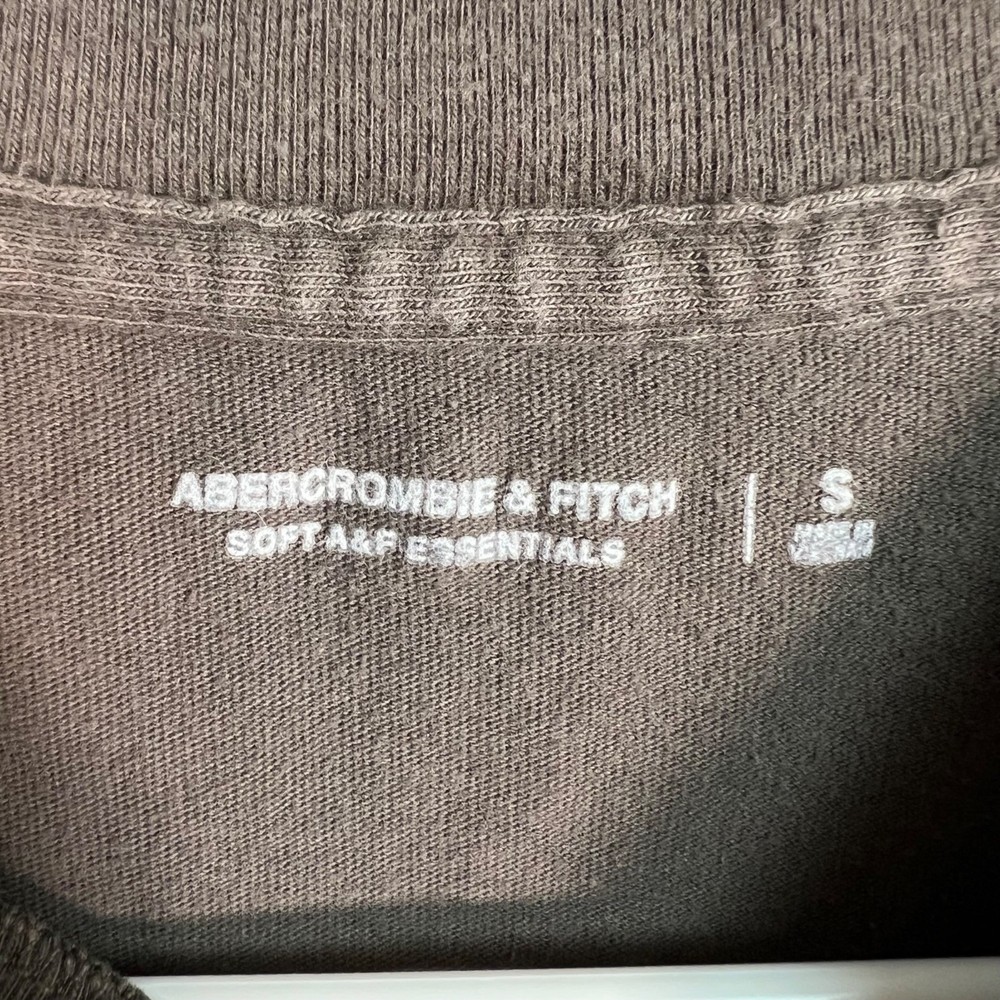 ABERCROMBIE & FITCH
SOFT A&F ESSENTIALS
S